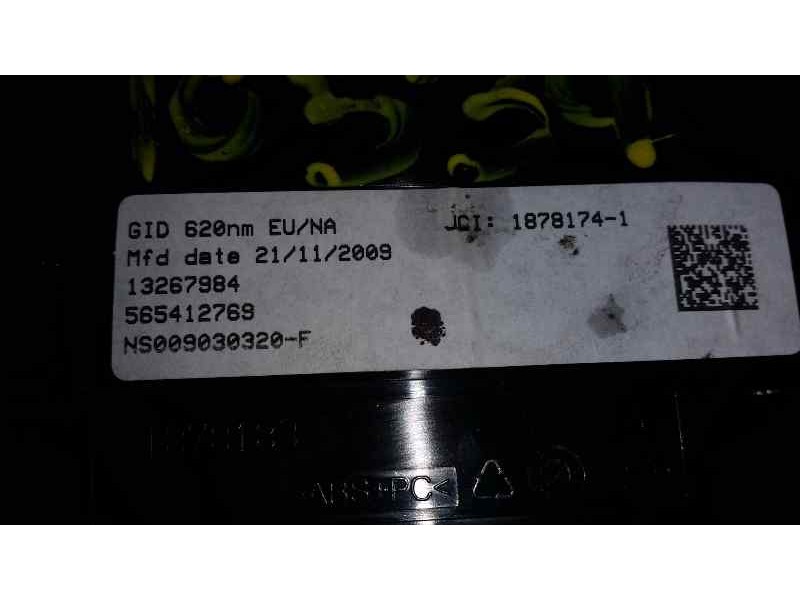 GID 620nm EU/NA JCI: 1878174-1
Mfd date 21/11/2009
13267984
565412769
NS009030320-F
>ABS+PC<